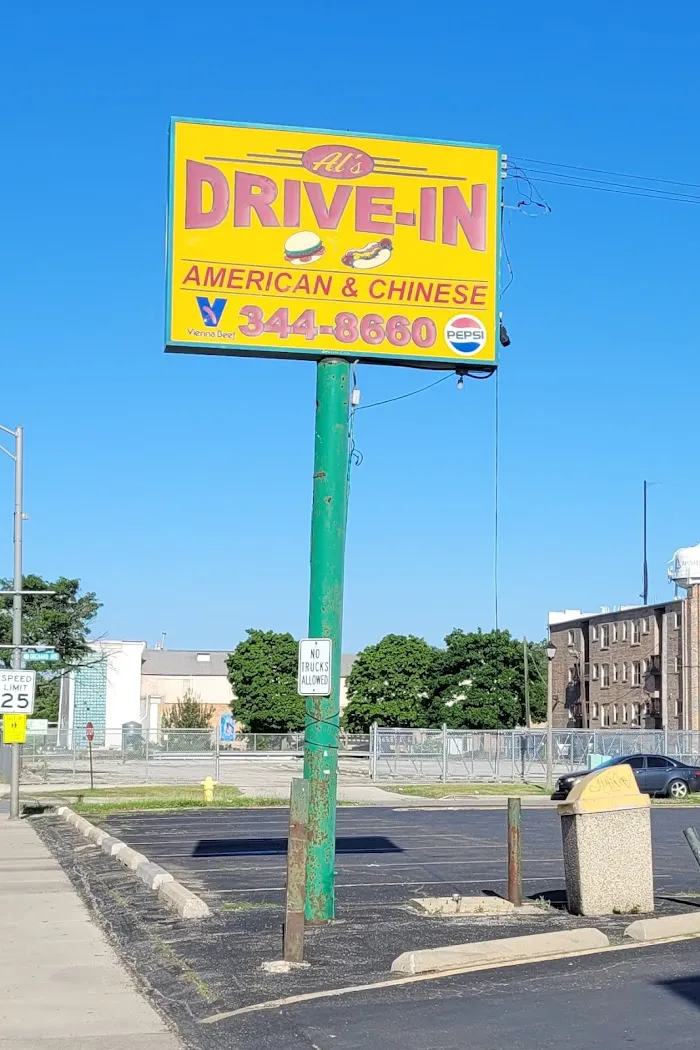 Al's
DRIVE-IN
AMERICAN & CHINESE
Vienna Beef
344-8660
PEPSI
NO
TRUCKS
ALLOWED
SPEED
LIMIT
25